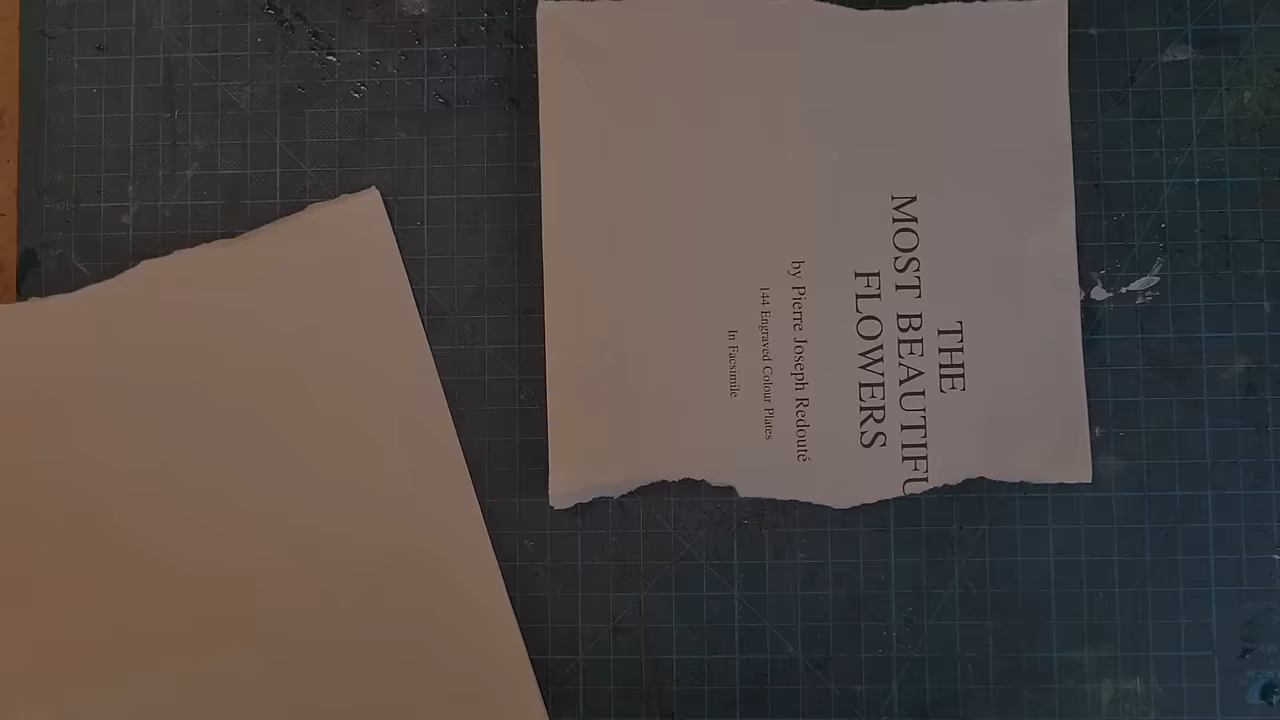 THE
MOST BEAUTIFU
FLOWERS
by Pierre Joseph Redouté
144 Engraved Colour Plates
In Facsimile